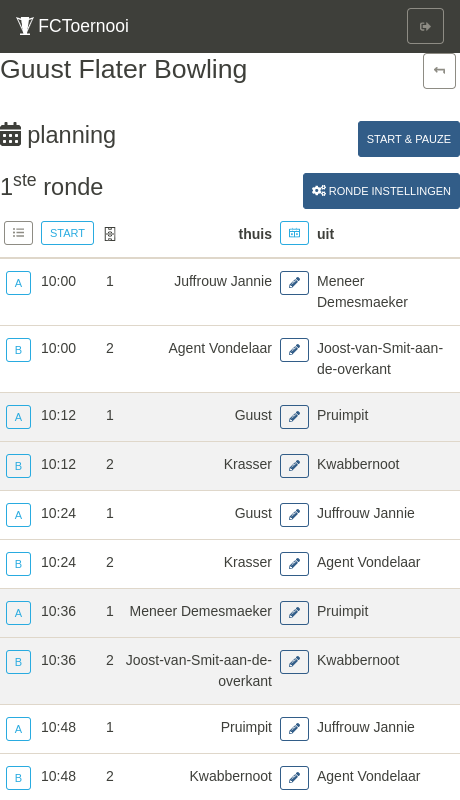 FCToernooi
Guust Flater Bowling
planning
START & PAUZE
1ste ronde
RONDE INSTELLINGEN
START thuis uit
A 10:00 1 Juffrouw Jannie Meneer
Demesmaeker
B 10:00 2 Agent Vondelaar Joost-van-Smit-aan-
de-overkant
A 10:12 1 Guust Pruimpit
B 10:12 2 Krasser Kwabbernoot
A 10:24 1 Guust Juffrouw Jannie
B 10:24 2 Krasser Agent Vondelaar
A 10:36 1 Meneer Demesmaeker Pruimpit
B 10:36 2 Joost-van-Smit-aan-de- Kwabbernoot
overkant
A 10:48 1 Pruimpit Juffrouw Jannie
B 10:48 2 Kwabbernoot Agent Vondelaar